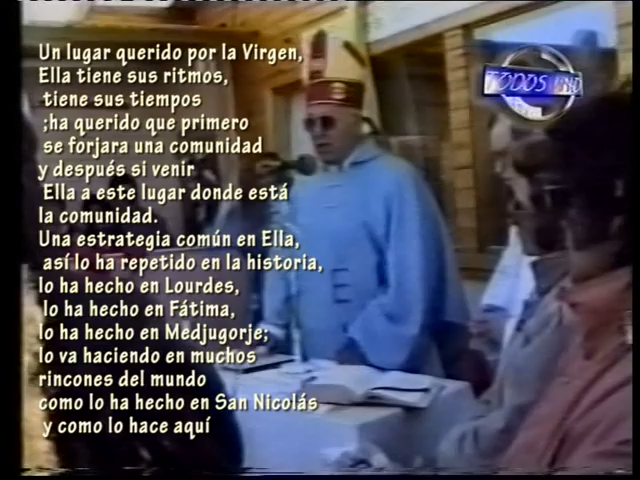 Un lugar querido por la Virgen,
Ella tiene sus ritmos,
tiene sus tiempos
;ha querido que primero
se forjara una comunidad
y después si venir
Ella a este lugar donde está
la comunidad.
Una estrategia común en Ella,
así lo ha repetido en la historia,
lo ha hecho en Lourdes,
lo ha hecho en Fátima,
lo ha hecho en Medjugorje;
lo va haciendo en muchos
rincones del mundo
como lo ha hecho en San Nicolás
y como lo hace aquí
TODOS UNO